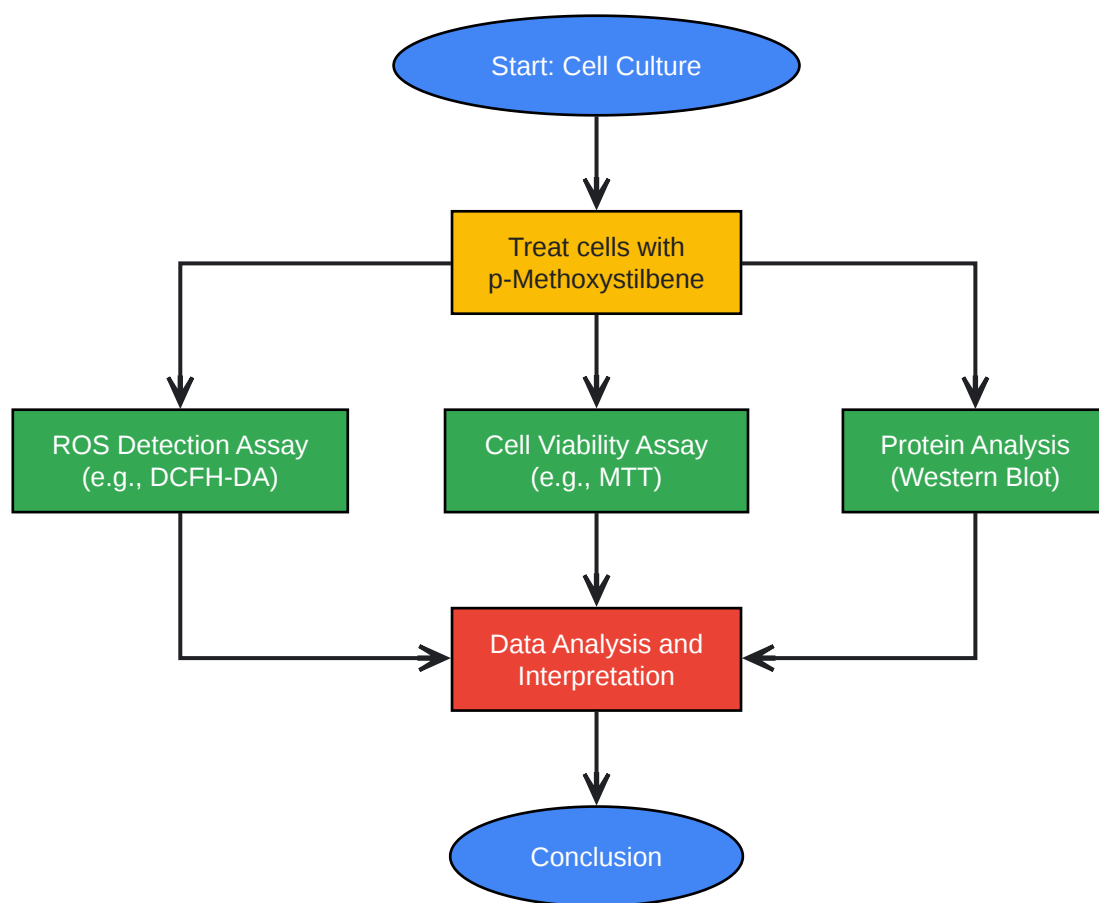 Start: Cell Culture
Treat cells with
p-Methoxystilbene
ROS Detection Assay
(e.g., DCFH-DA)
Cell Viability Assay
(e.g., MTT)
Protein Analysis
(Western Blot)
Data Analysis and
Interpretation
Conclusion